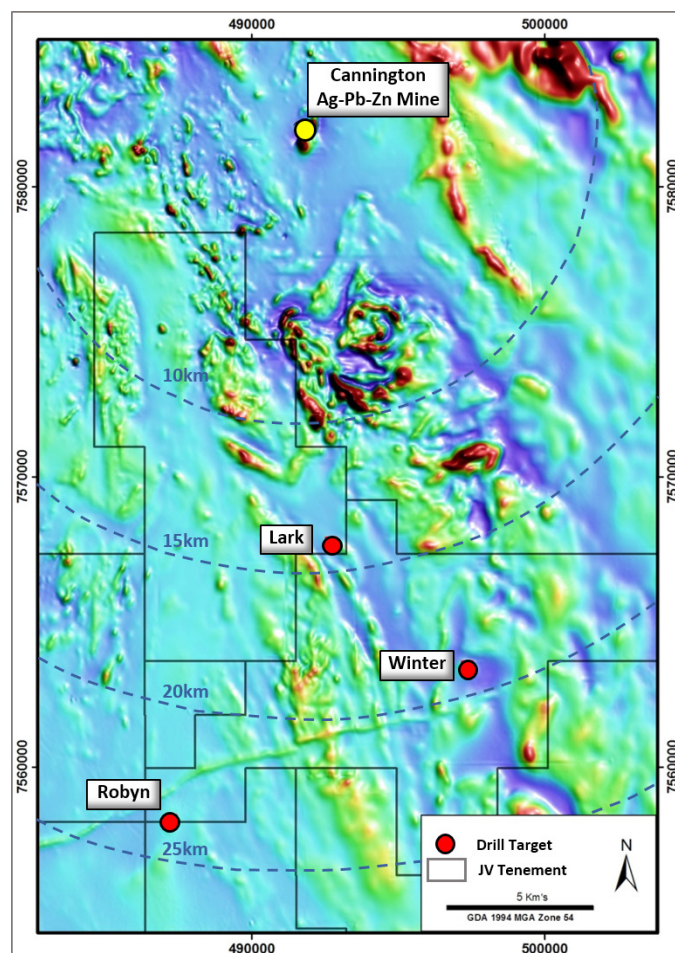 490000
500000
Cannington
Ag-Pb-Zn Mine
7580000
7580000
10km
7570000
7570000
Lark
15km
Winter
20km
7560000
7560000
Robyn
25km
Drill Target
JV Tenement
N
5 Km's
GDA 1994 MGA Zone 54
490000
500000